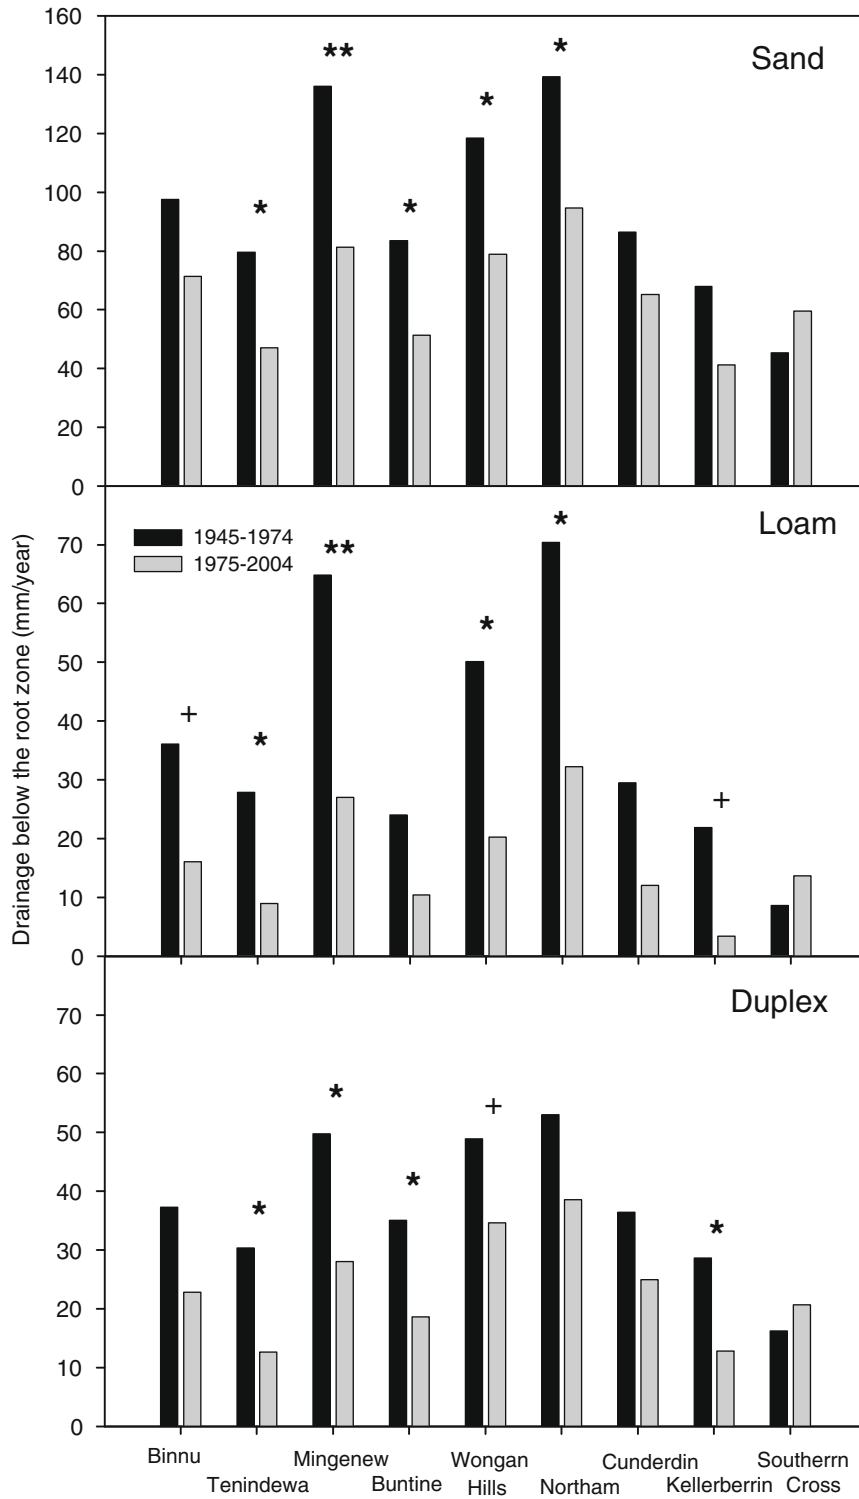 160
140
120
100
80
60
40
20
0
Sand
**
*
*
*
*
Drainage below the root zone (mm/year)
70
60
50
40
30
20
10
0
Loam
1945-1974
1975-2004
+
*
**
*
*
+
70
60
50
40
30
20
10
0
Duplex
*
*
*
+
*
Binnu
Tenindewa
Mingenew
Buntine
Wongan
Hills
Northam
Cunderdin
Kellerberrin
Southerrn
Cross